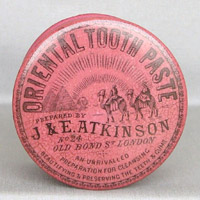 ORIENTAL TOOTH PASTE
PREPARED BY
J. & E. ATKINSON
No 24
OLD BOND ST LONDON
AN UNRIVALLED
PREPARATION FOR CLEANSING
BEAUTIFYING & PRESERVING THE TEETH & GUMS